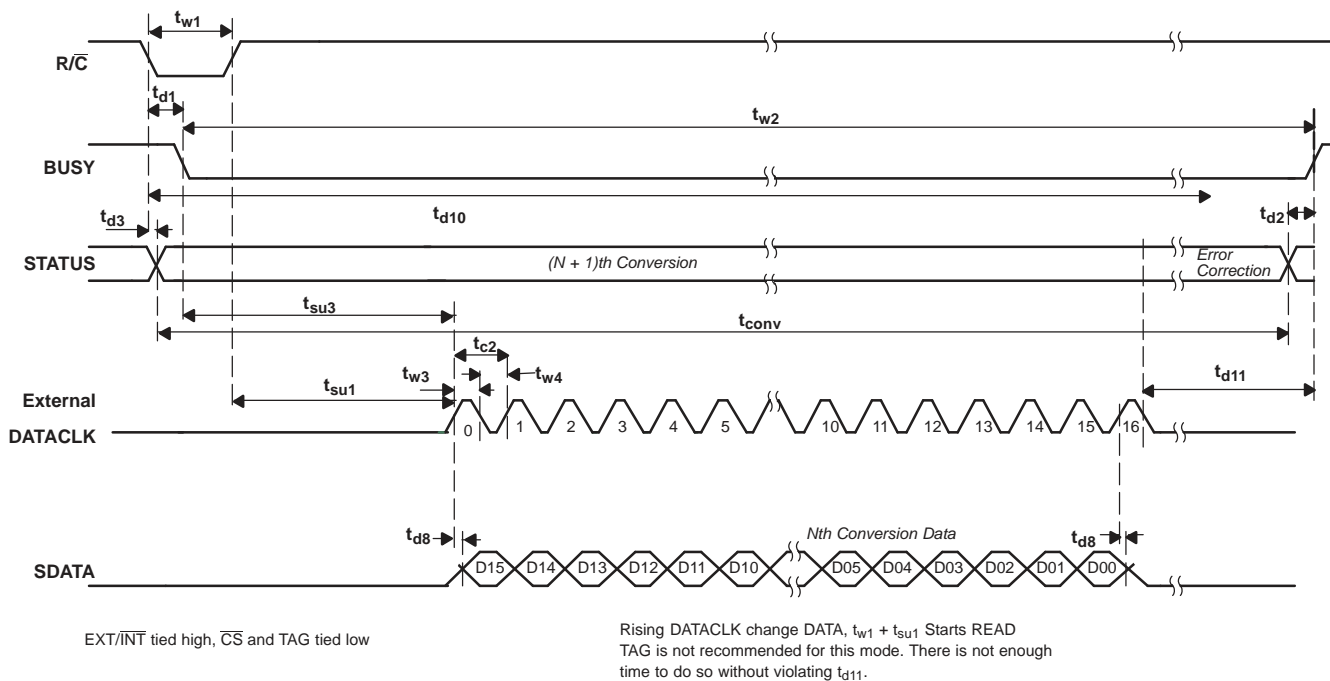 tw1
R/C̅
td1
tw2
BUSY
td3
td10
td2
STATUS
(N + 1)th Conversion
Error
Correction
tsu3
tconv
tc2
tw3
tw4
tsu1
td11
External
DATACLK
0 1 2 3 4 5 10 11 12 13 14 15 16
Nth Conversion Data
td8
td8
SDATA
D15 D14 D13 D12 D11 D10 D05 D04 D03 D02 D01 D00
EXT/I̅N̅T̅ tied high, C̅S̅ and TAG tied low
Rising DATACLK change DATA, tw1 + tsu1 Starts READ
TAG is not recommended for this mode. There is not enough
time to do so without violating td11.